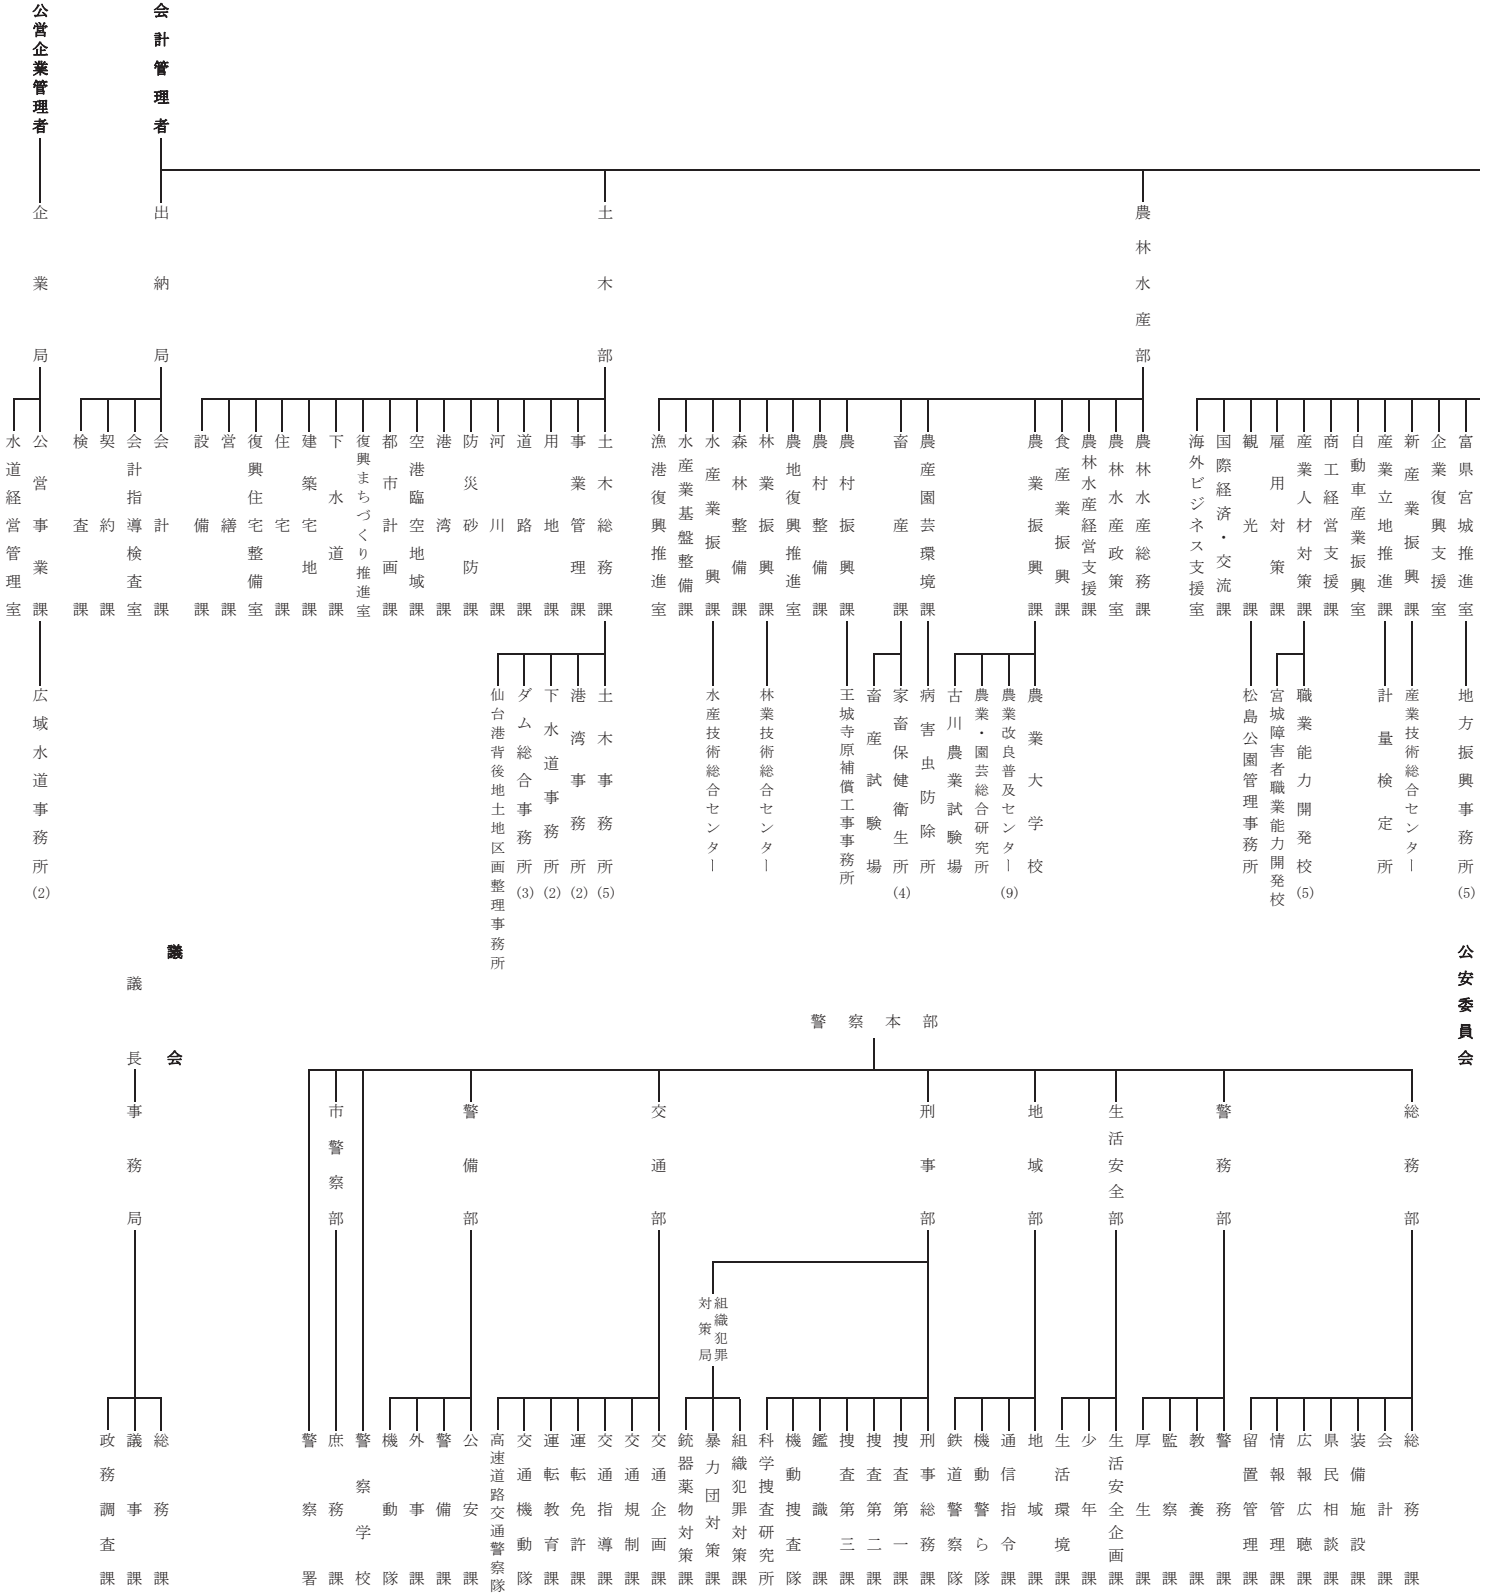 公営企業管理者
会計管理者
企業局
出納局
土木部
農林水産部
水道経営管理室
公営事業課
検査課
契約課
会計指導検査室
会計課
設備課
営繕課
復興住宅整備室
住宅課
建築宅地課
下水道課
復興まちづくり推進室
都市計画課
空港臨空地域課
港湾課
防災砂防課
河川課
道路課
用地課
事業管理課
土木総務課
漁港復興推進室
水産業基盤整備課
水産業振興課
森林整備課
林業振興課
農地復興推進室
農村整備課
農村振興課
畜産課
農産園芸環境課
農業振興課
食産業振興課
農林水産経営支援課
農林水産政策室
農林水産総務課
海外ビジネス支援室
国際経済・交流課
観光課
雇用対策課
産業人材対策課
商工経営支援課
自動車産業振興室
産業立地推進課
新産業振興課
企業復興支援室
富県宮城推進室
広域水道事務所(2)
仙台港背後地土地区画整理事務所
ダム総合事務所(3)
下水道事務所(2)
港湾事務所(2)
土木事務所(5)
水産技術総合センター
林業技術総合センター
王城寺原補償工事事務所
畜産試験場
家畜保健衛生所(4)
病害虫防除所
古川農業試験場
農業・園芸総合研究所
農業改良普及センター(9)
農業大学校
松島公園管理事務所
宮城障害者職業能力開発校
職業能力開発校(5)
計量検定所
産業技術総合センター
地方振興事務所(5)
議会
議長
事務局
政務調査課
議事課
総務課
公安委員会
警察本部
市警察部
警備部
交通部
刑事部
地域部
生活安全部
警務部
総務部
組織犯罪
対策局
警察署
庶務課
警察学校
機動隊
外事課
警備課
公安課
高速道路交通警察隊
交通機動隊
運転教育課
運転免許課
交通指導課
交通規制課
交通企画課
銃器薬物対策課
暴力団対策課
組織犯罪対策課
科学捜査研究所
機動捜査隊
鑑識課
捜査第三課
捜査第二課
捜査第一課
刑事総務課
鉄道警察隊
機動警ら隊
通信指令課
地域課
生活環境課
少年課
生活安全企画課
厚生課
監察課
教養課
警務課
留置管理課
情報管理課
広報広聴課
県民相談課
装備施設課
会計課
総務課